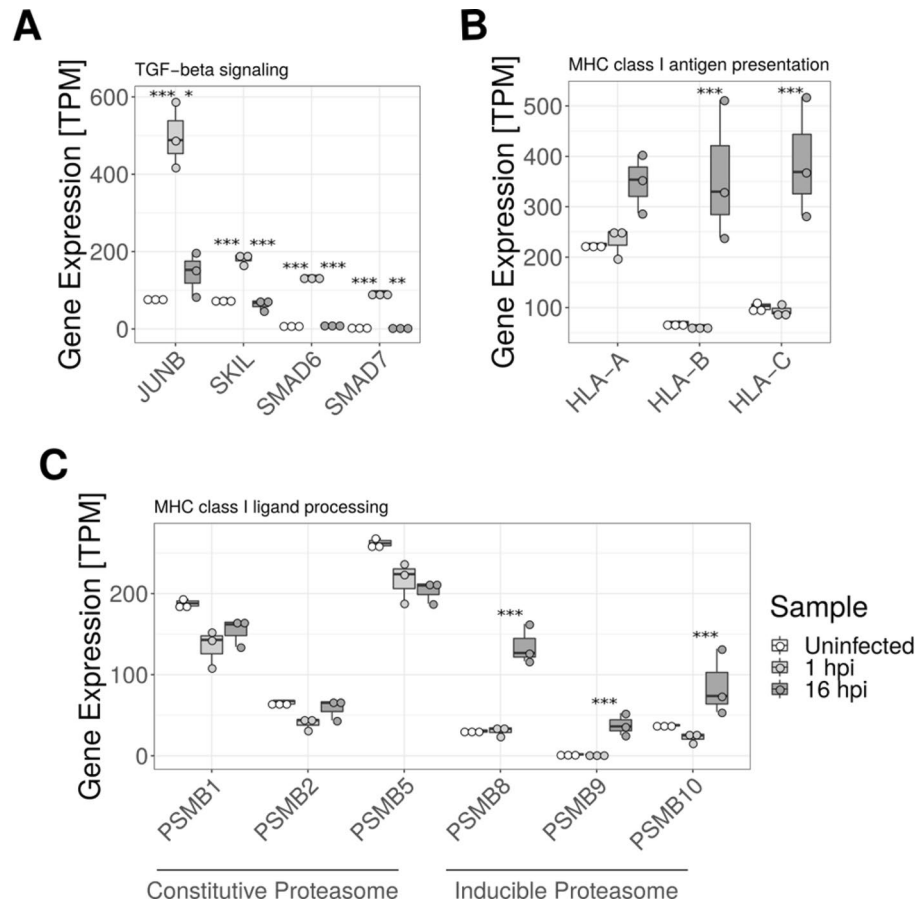 A
TGF−beta signaling
Gene Expression [TPM]
600
400
200
0
*** *
*** ***
*** ***
*** **
JUNB
SKIL
SMAD6
SMAD7
B
MHC class I antigen presentation
Gene Expression [TPM]
500
400
300
200
100
*** ***
HLA−A
HLA−B
HLA−C
C
MHC class I ligand processing
Gene Expression [TPM]
200
100
0
***
***
***
PSMB1
PSMB2
PSMB5
PSMB8
PSMB9
PSMB10
Constitutive Proteasome
Inducible Proteasome
Sample
Uninfected
1 hpi
16 hpi